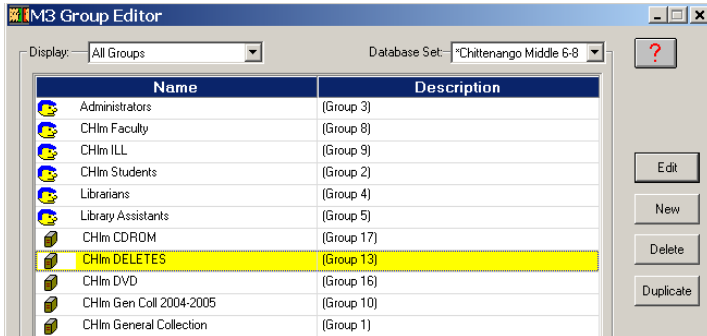 M3 Group Editor
Display: All Groups Database Set: *Chittenango Middle 6-8 ?
Name Description
Administrators (Group 3)
CHIm Faculty (Group 8)
CHIm ILL (Group 9)
CHIm Students (Group 2)
Librarians (Group 4)
Library Assistants (Group 5)
CHIm CDROM (Group 17)
CHIm DELETES (Group 13)
CHIm DVD (Group 16)
CHIm Gen Coll 2004-2005 (Group 10)
CHIm General Collection (Group 1)
Edit
New
Delete
Duplicate